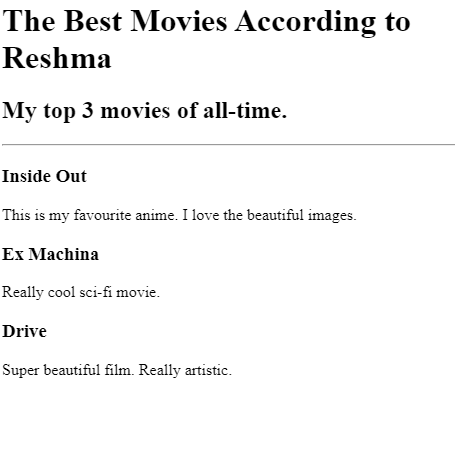 The Best Movies According to
Reshma
My top 3 movies of all-time.
Inside Out
This is my favourite anime. I love the beautiful images.
Ex Machina
Really cool sci-fi movie.
Drive
Super beautiful film. Really artistic.